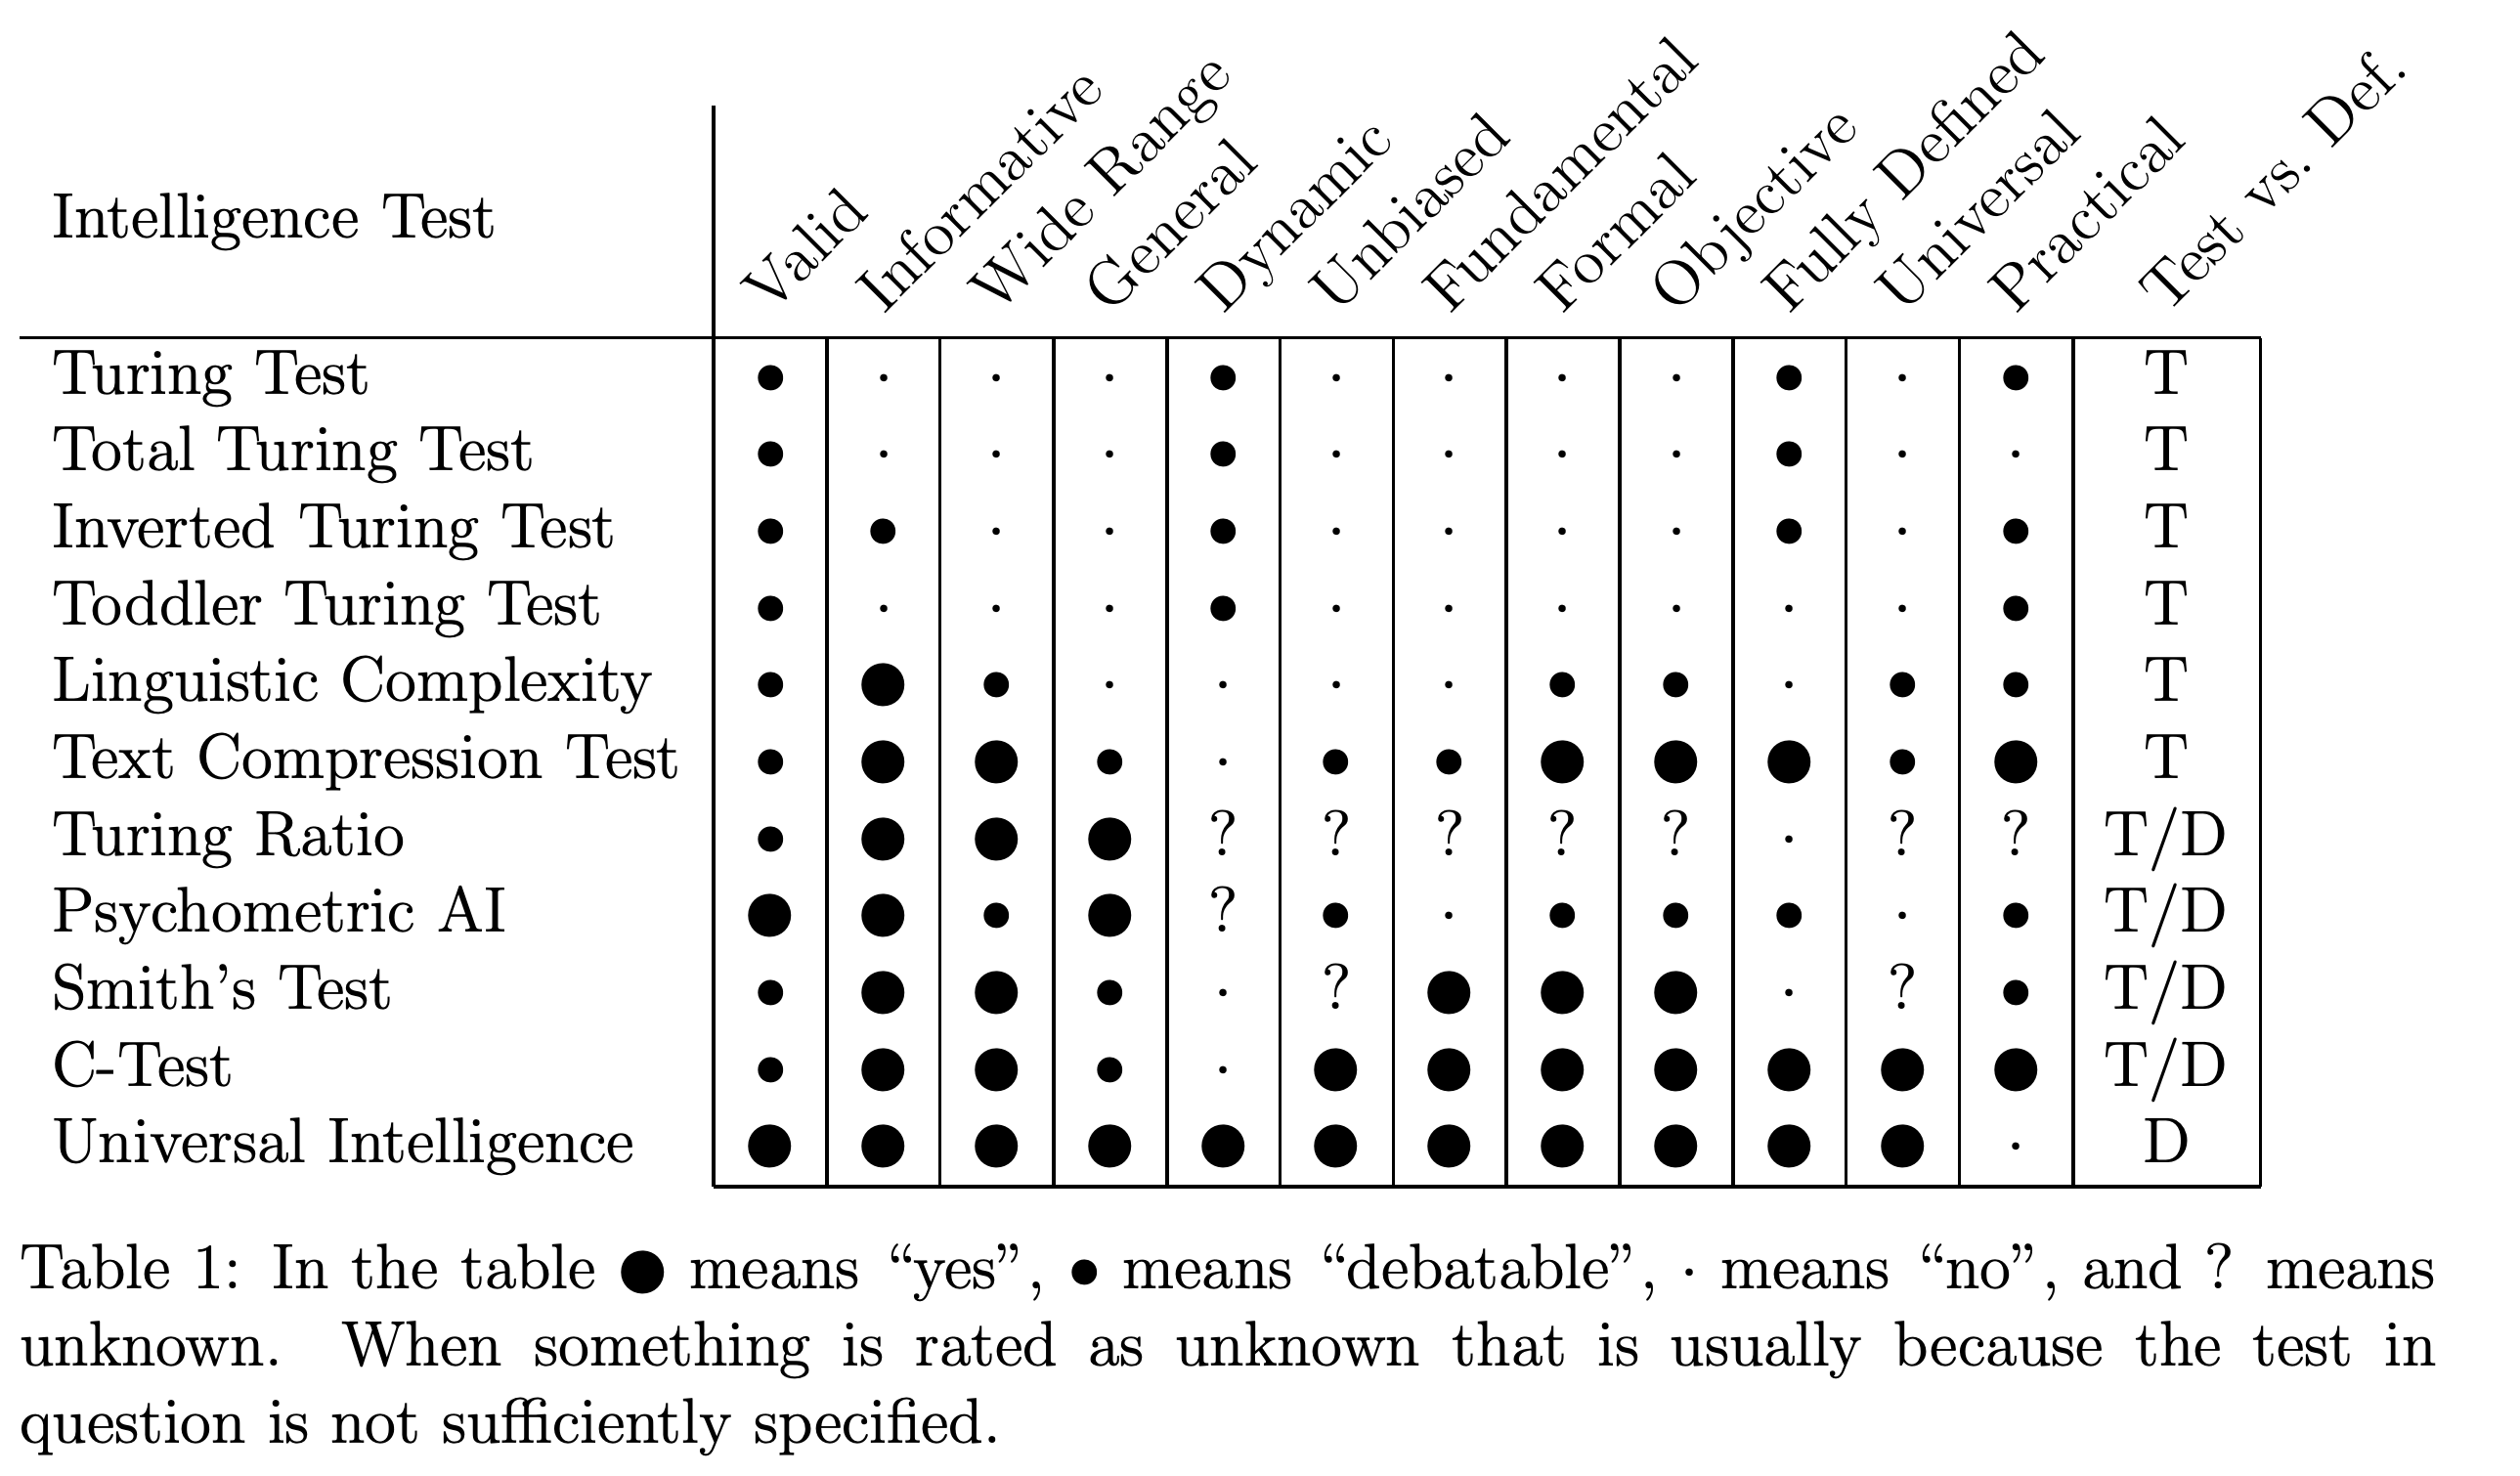 Intelligence Test Valid Informative Wide Range General Dynamic Unbiased Fundamental Formal Objective Fully Defined Universal Practical Test vs. Def.
Turing Test ● · · · ● · · · · ● · ● T
Total Turing Test ● · · · ● · · · · ● · · T
Inverted Turing Test ● ● · · ● · · · · ● · ● T
Toddler Turing Test ● · · · ● · · · · · · ● T
Linguistic Complexity ● ⬤ ● · · · · ● ● · ● ● T
Text Compression Test ● ⬤ ⬤ ● · ● ● ⬤ ⬤ ⬤ ● ⬤ T
Turing Ratio ● ⬤ ⬤ ⬤ ? ? ? ? ? · ? ? T/D
Psychometric AI ⬤ ⬤ ● ⬤ ? ● · ● ● ● · ● T/D
Smith's Test ● ⬤ ⬤ ● · ? ⬤ ⬤ ⬤ · ? ● T/D
C-Test ● ⬤ ⬤ ● · ⬤ ⬤ ⬤ ⬤ ⬤ ⬤ ⬤ T/D
Universal Intelligence ⬤ ⬤ ⬤ ⬤ ⬤ ⬤ ⬤ ⬤ ⬤ ⬤ ⬤ · D
Table 1: In the table ⬤ means “yes”, ● means “debatable”, · means “no”, and ? means
unknown. When something is rated as unknown that is usually because the test in
question is not sufficiently specified.